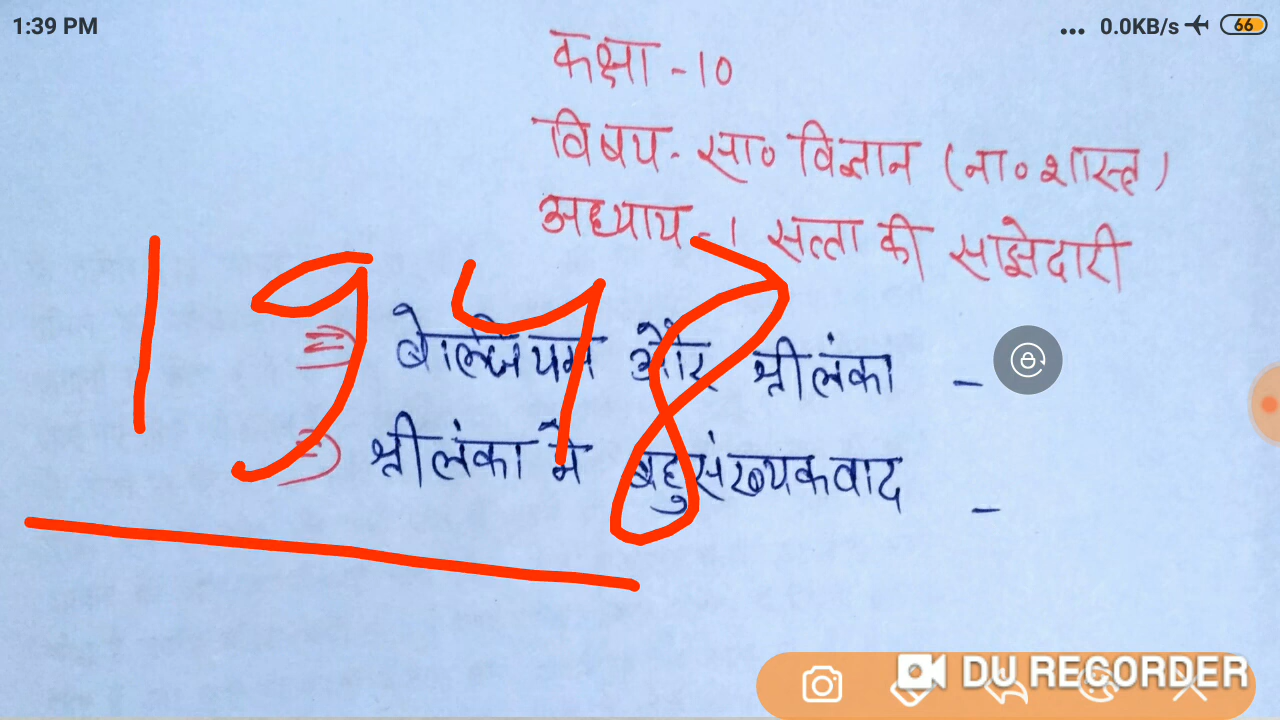 1:39 PM ... 0.0KB/s 66
कक्षा - 10
विषय - सा० विज्ञान (ना० शास्त्र)
अध्याय - 1 सत्ता की साझेदारी
1948
⇒ बेल्जियम और श्रीलंका -
⇒ श्रीलंका में बहुसंख्यकवाद -
DU RECORDER